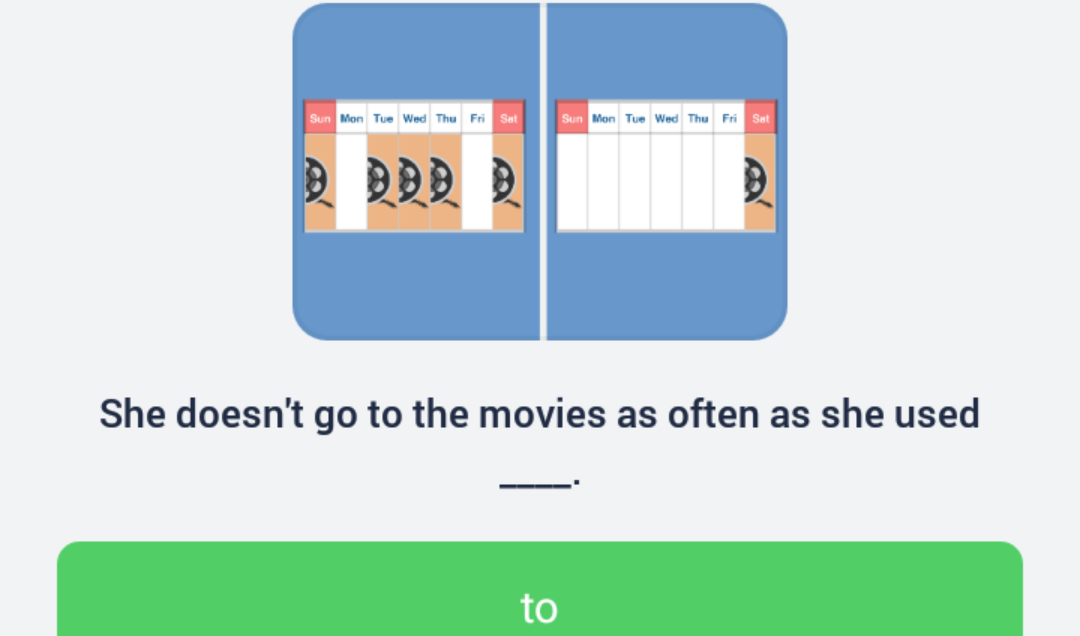 Sun Mon Tue Wed Thu Fri Sat Sun Mon Tue Wed Thu Fri Sat
She doesn't go to the movies as often as she used
____.
to